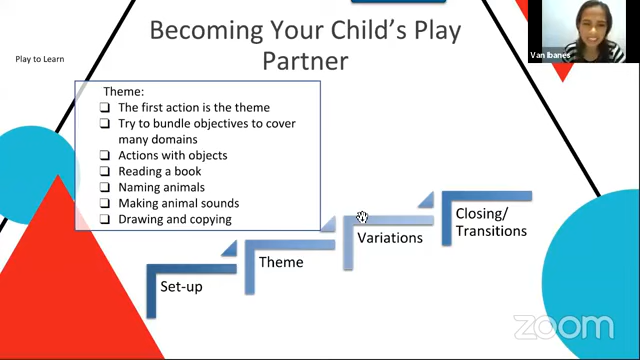 Becoming Your Child's Play
Partner
Play to Learn
Van Ibanes
Theme:
The first action is the theme
Try to bundle objectives to cover
many domains
Actions with objects
Reading a book
Naming animals
Making animal sounds
Drawing and copying
Set-up
Theme
Variations
Closing/
Transitions
zoom